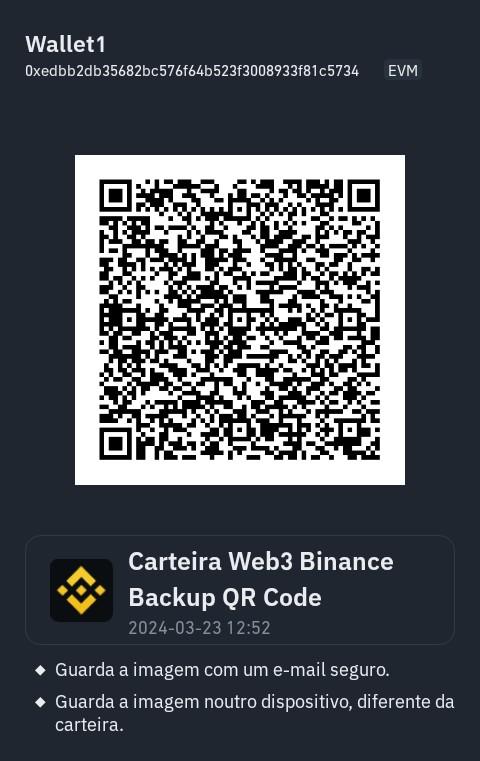 Wallet1
0xedbbd2db35682bc576f64b523f3008933f81c5734 EVM
Carteira Web3 Binance
Backup QR Code
2024-03-23 12:52
◆ Guarda a imagem com um e-mail seguro.
◆ Guarda a imagem noutro dispositivo, diferente da
carteira.